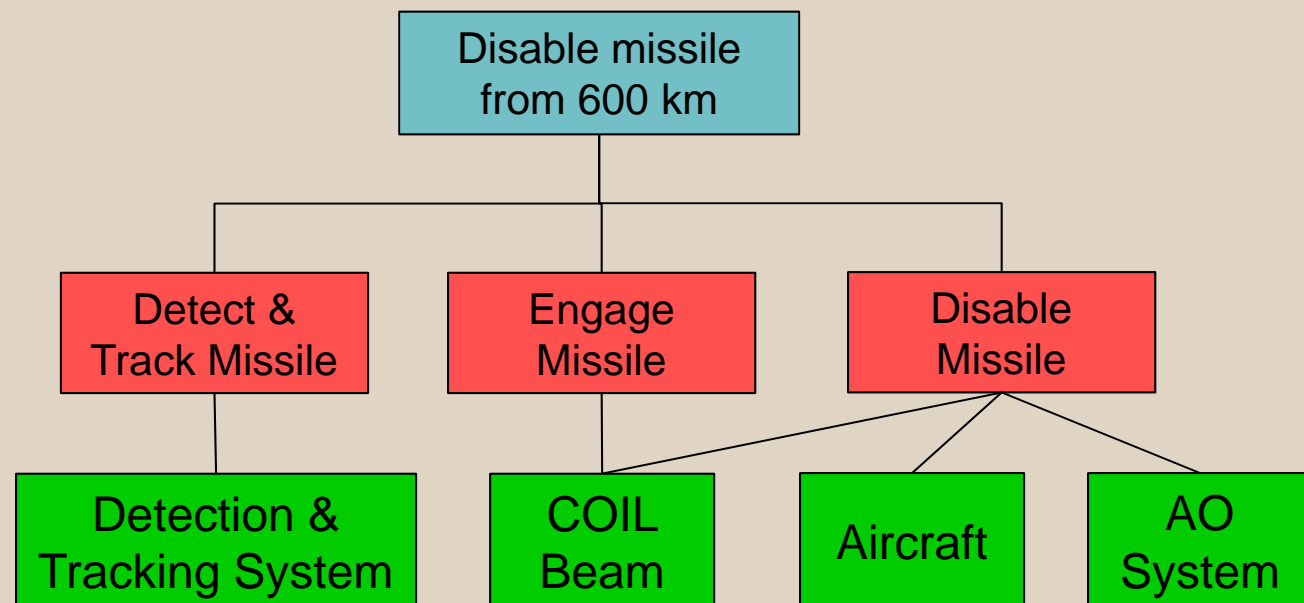 Disable missile
from 600 km
Detect &
Track Missile
Engage
Missile
Disable
Missile
Detection &
Tracking System
COIL
Beam
Aircraft
AO
System